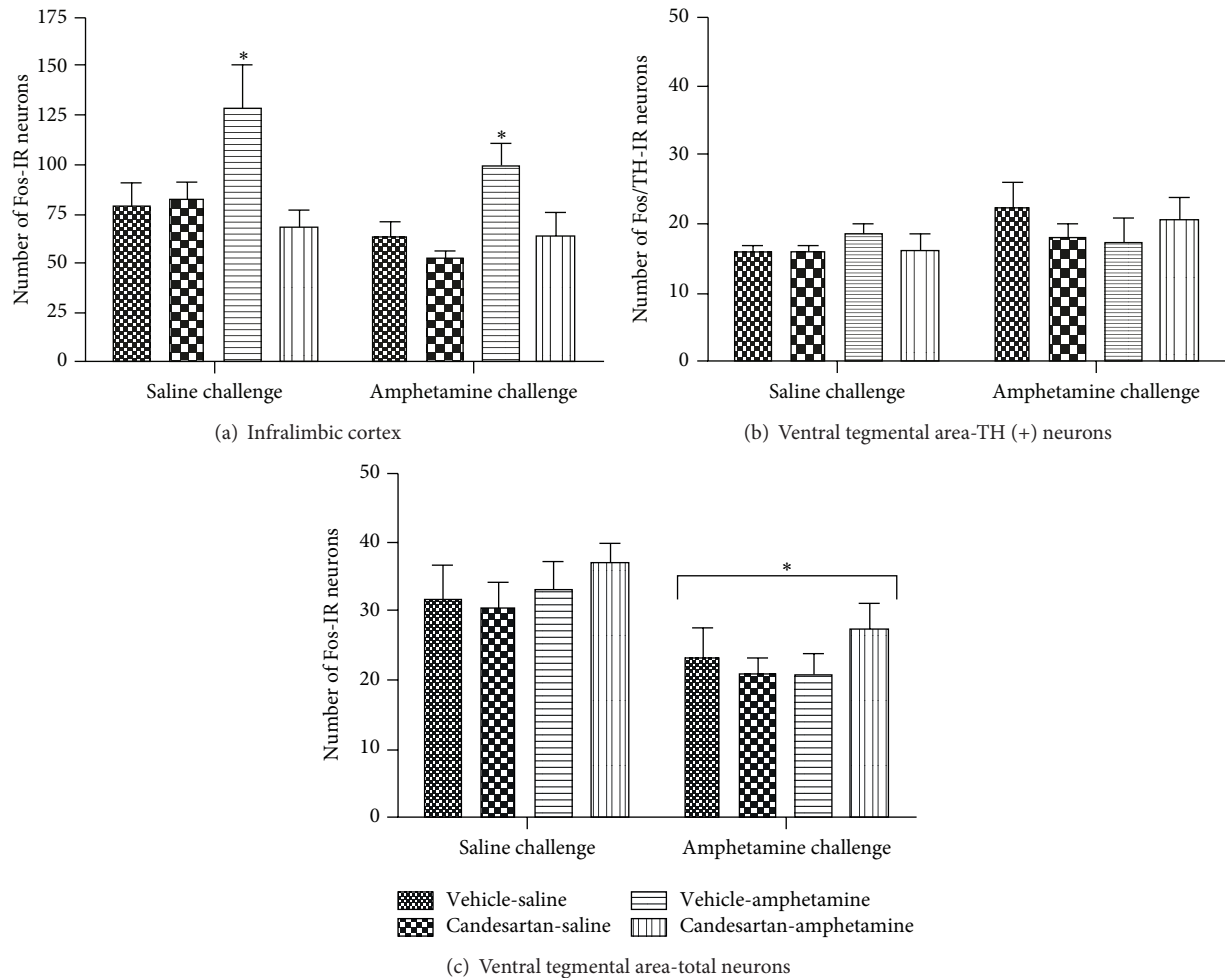 175
150
125
100
75
50
25
0
Number of Fos-IR neurons
*
*
Saline challenge
Amphetamine challenge
(a) Infralimbic cortex
50
40
30
20
10
0
Number of Fos/TH-IR neurons
Saline challenge
Amphetamine challenge
(b) Ventral tegmental area-TH (+) neurons
50
40
30
20
10
0
Number of Fos-IR neurons
*
Saline challenge
Amphetamine challenge
Vehicle-saline
Candesartan-saline
Vehicle-amphetamine
Candesartan-amphetamine
(c) Ventral tegmental area-total neurons